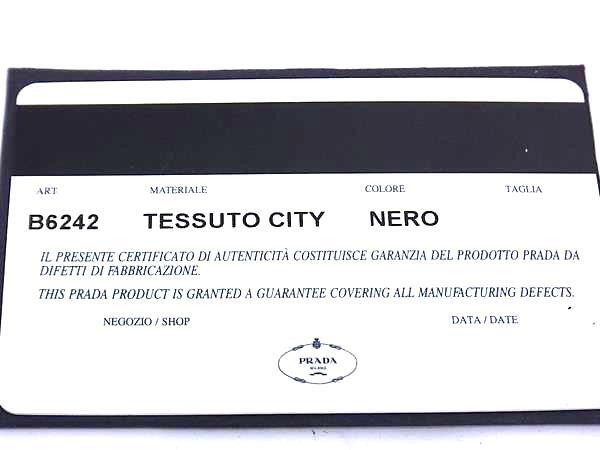 ART. MATERIALE COLORE TAGLIA
B6242 TESSUTO CITY NERO
IL PRESENTE CERTIFICATO DI AUTENTICITÀ COSTITUISCE GARANZIA DEL PRODOTTO PRADA DA
DIFETTI DI FABBRICAZIONE.
THIS PRADA PRODUCT IS GRANTED A GUARANTEE COVERING ALL MANUFACTURING DEFECTS.
NEGOZIO / SHOP DATA / DATE
PRADA
MILANO